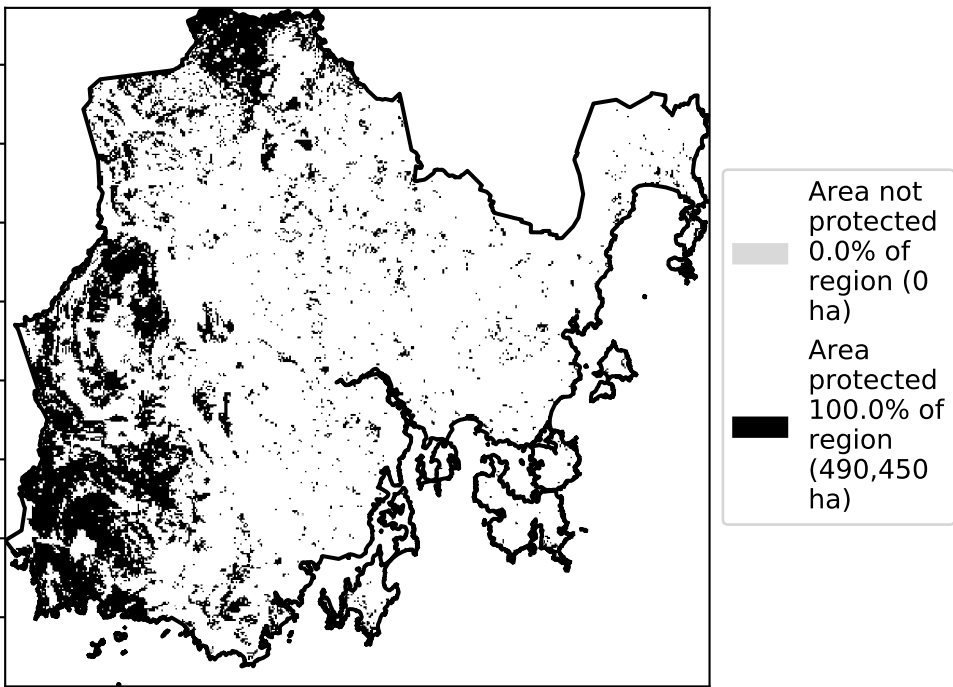 Area not
protected
0.0% of
region (0
ha)
Area
protected
100.0% of
region
(490,450
ha)